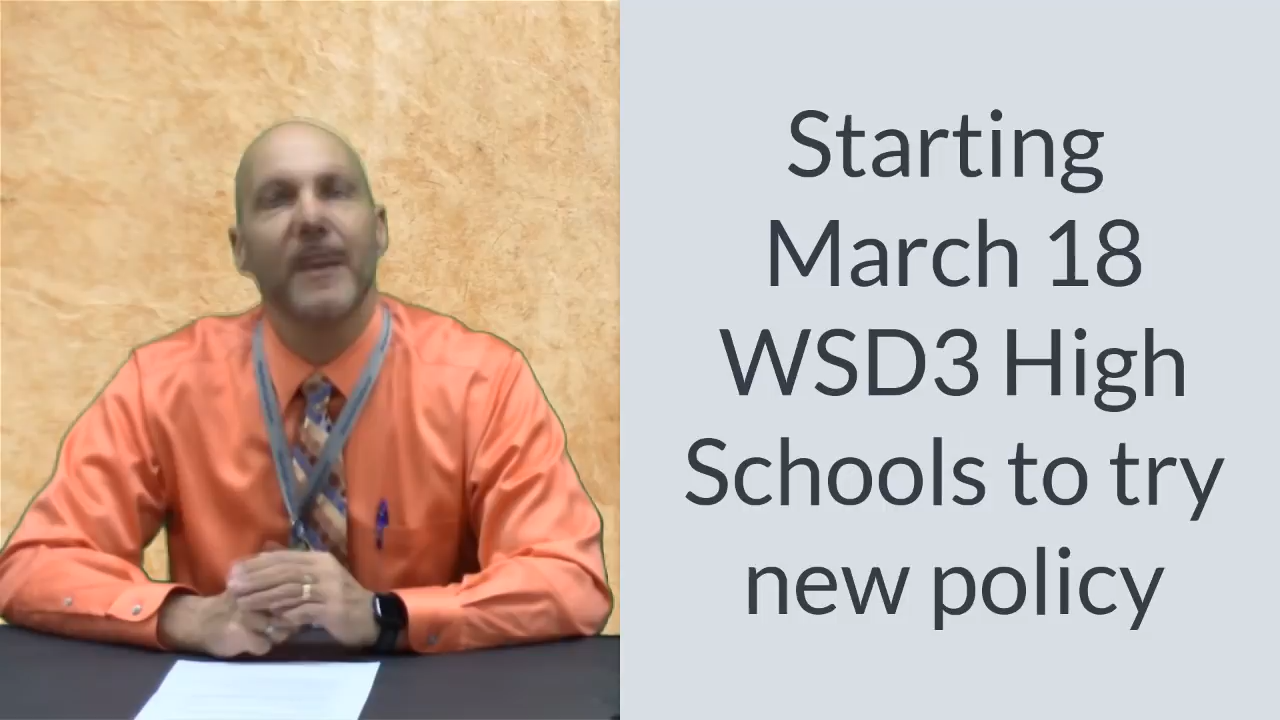 Starting
March 18
WSD3 High
Schools to try
new policy